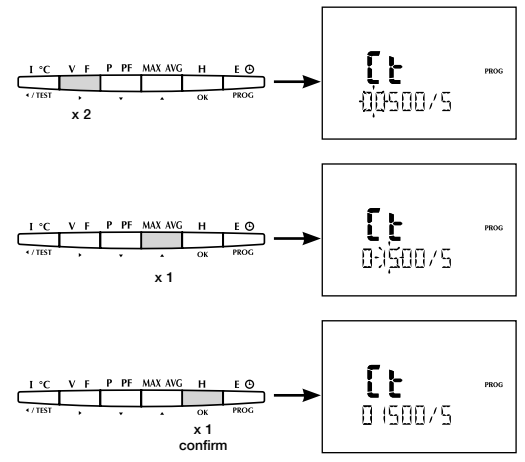 I °C V F P PF MAX AVG H E
/ TEST OK PROG
x 2
Ct
PROG
00500/5
I °C V F P PF MAX AVG H E
/ TEST OK PROG
x 1
Ct
PROG
01500/5
I °C V F P PF MAX AVG H E
/ TEST OK PROG
x 1
confirm
Ct
PROG
01500/5